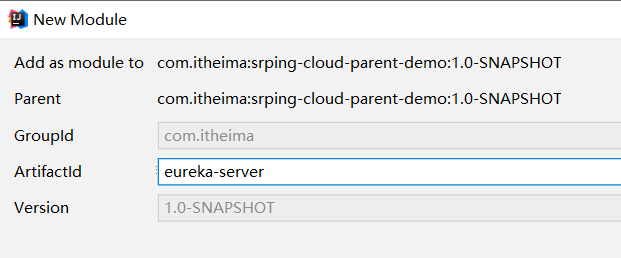 New Module
Add as module to com.itheima:srping-cloud-parent-demo:1.0-SNAPSHOT
Parent com.itheima:srping-cloud-parent-demo:1.0-SNAPSHOT
GroupId com.itheima
ArtifactId eureka-server
Version 1.0-SNAPSHOT